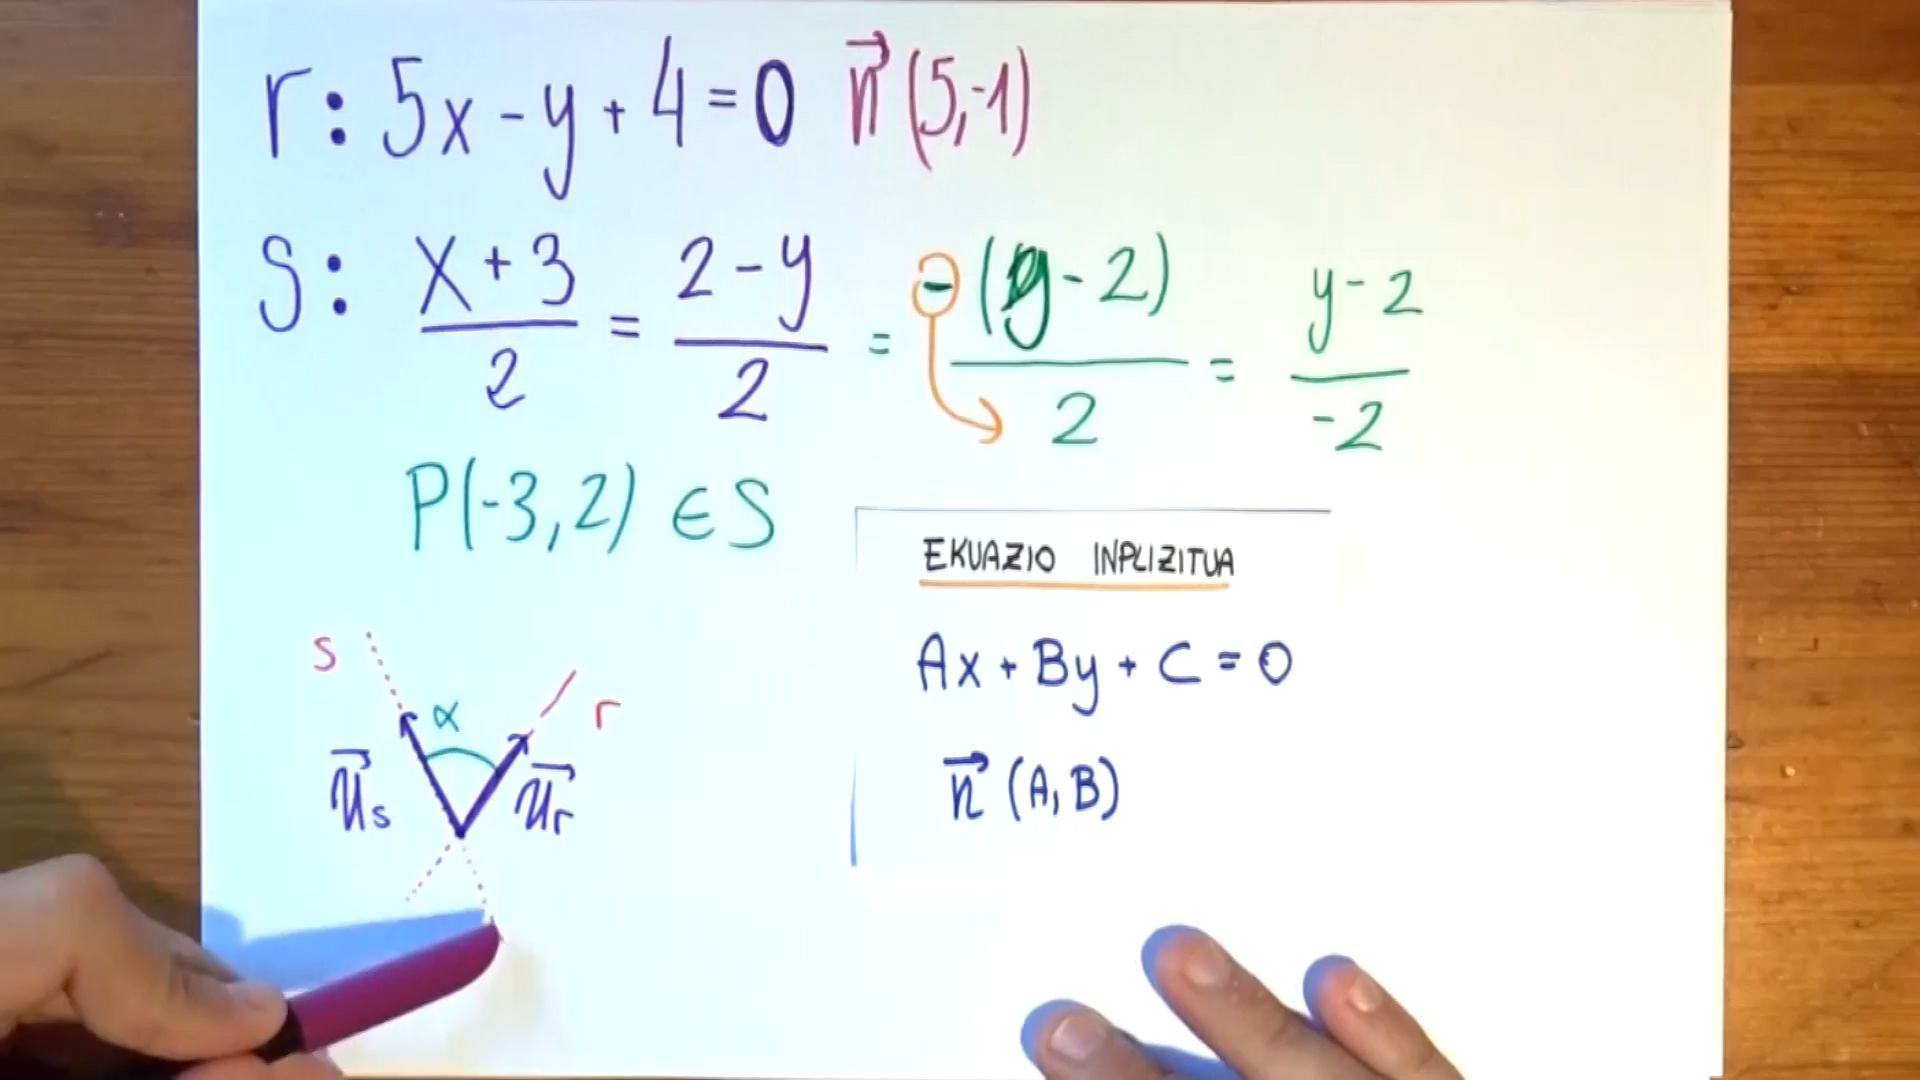 r: 5x - y + 4 = 0 n⃗ (5,-1)
S: (x + 3)/2 = (2 - y)/2 = -(y - 2)/2 = (y - 2)/-2
P(-3,2) ∈ S
EKUAZIO INPLIZITUA
Ax + By + C = 0
n⃗ (A,B)
s α r
u⃗s u⃗r